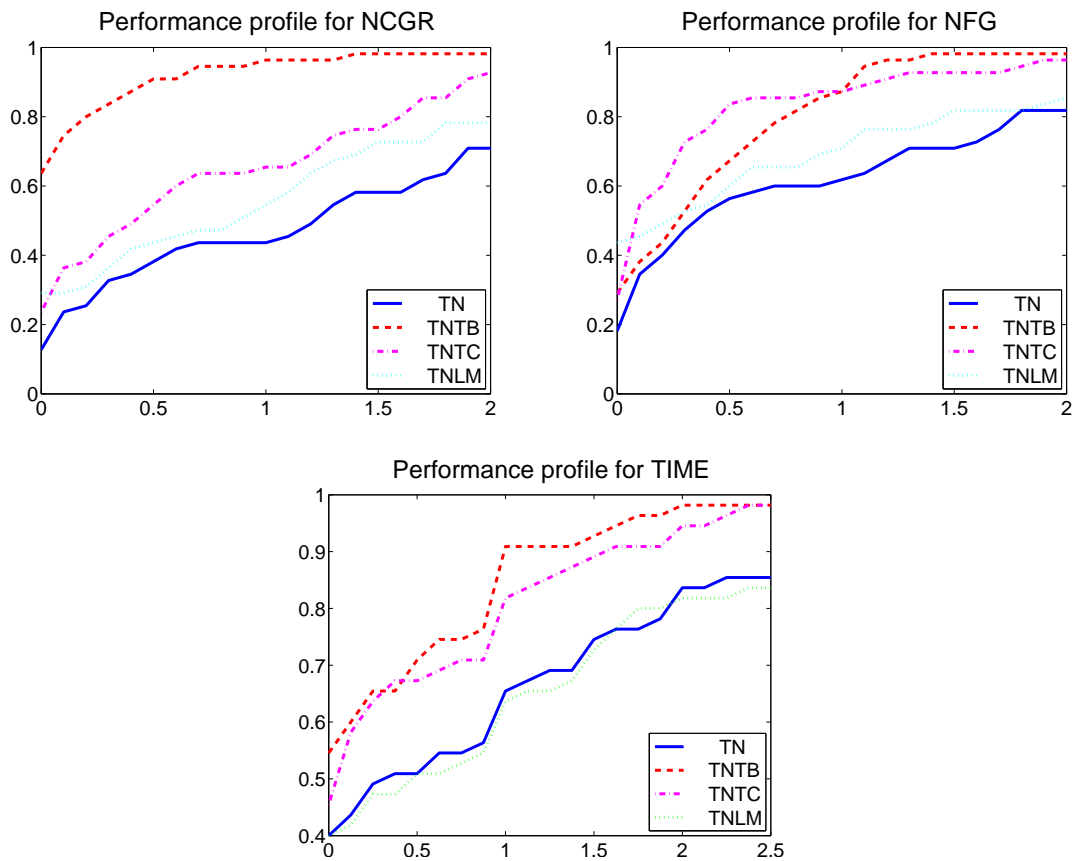 Performance profile for NCGR
1
0.8
0.6
0.4
0.2
0
0 0.5 1 1.5 2
TN
TNTB
TNTC
TNLM
Performance profile for NFG
1
0.8
0.6
0.4
0.2
0
0 0.5 1 1.5 2
TN
TNTB
TNTC
TNLM
Performance profile for TIME
1
0.9
0.8
0.7
0.6
0.5
0.4
0 0.5 1 1.5 2 2.5
TN
TNTB
TNTC
TNLM